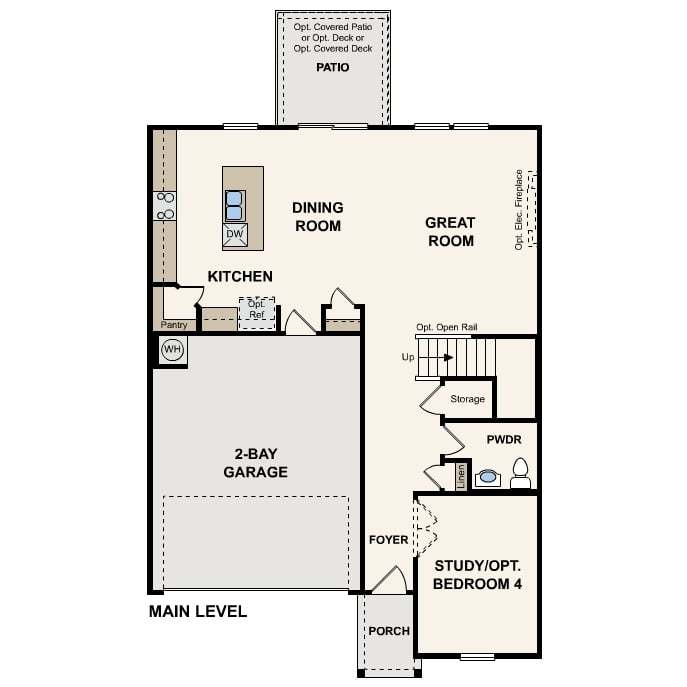 Opt. Covered Patio
or Opt. Deck or
Opt. Covered Deck
PATIO
Opt. Elec. Fireplace
DINING
ROOM
GREAT
ROOM
DW
KITCHEN
Opt.
Ref.
Pantry
Opt. Open Rail
WH
Up
Storage
PWDR
2-BAY
GARAGE
Linen
FOYER
STUDY/OPT.
BEDROOM 4
MAIN LEVEL
PORCH